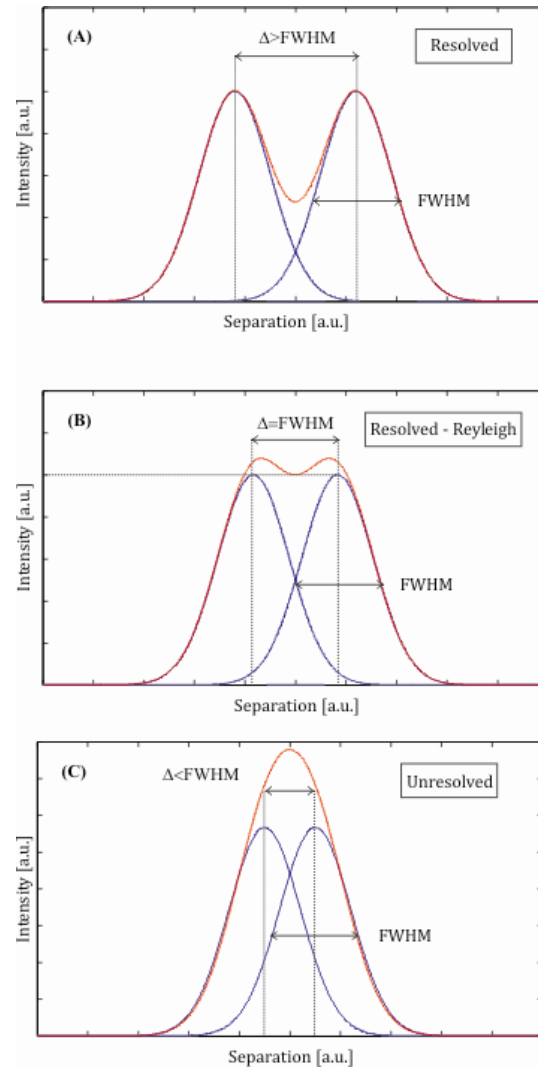 (A)
Resolved
Δ>FWHM
FWHM
Intensity [a.u.]
Separation [a.u.]
(B)
Resolved - Reyleigh
Δ=FWHM
FWHM
Intensity [a.u.]
Separation [a.u.]
(C)
Unresolved
Δ<FWHM
FWHM
Intensity [a.u.]
Separation [a.u.]